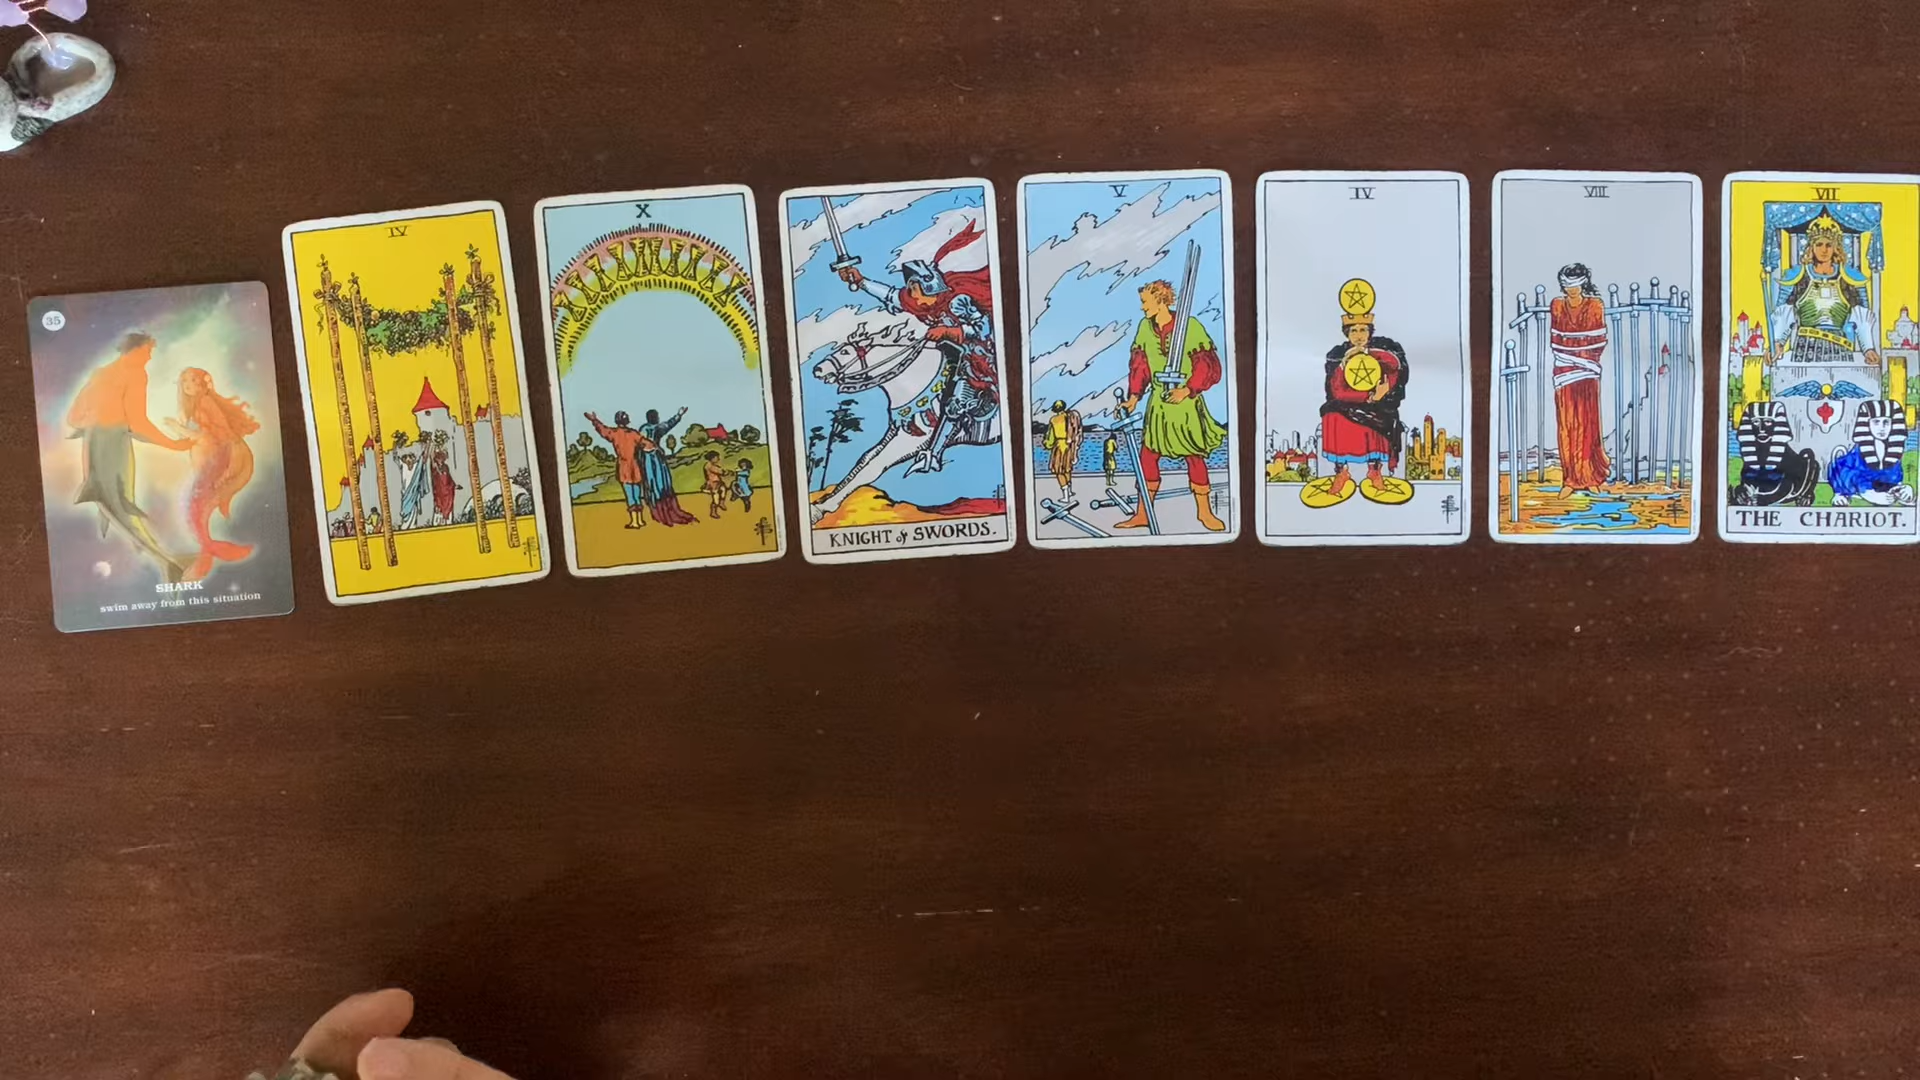 35
SHARK
swim away from this situation
IV
X
KNIGHT of SWORDS.
V
IV
VIII
VII
THE CHARIOT.